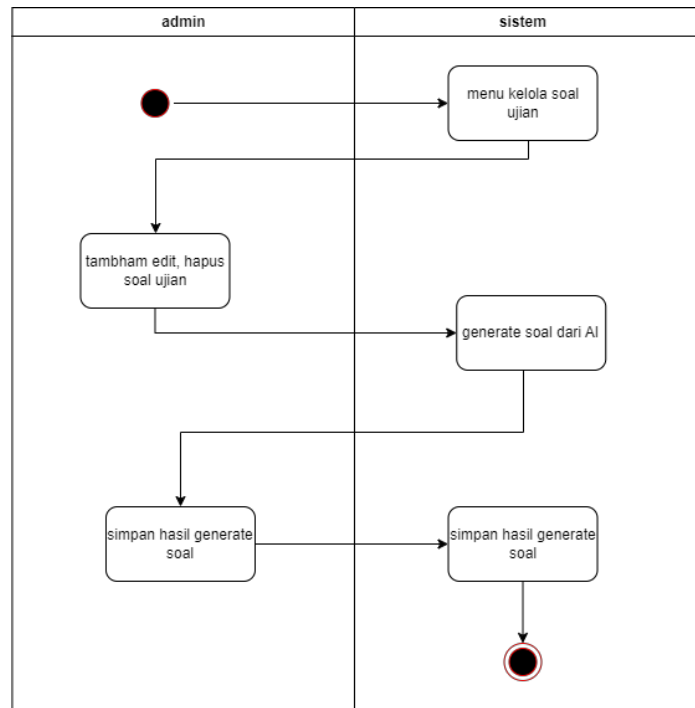 admin
sistem
menu kelola soal
ujian
tambham edit, hapus
soal ujian
generate soal dari AI
simpan hasil generate
soal
simpan hasil generate
soal